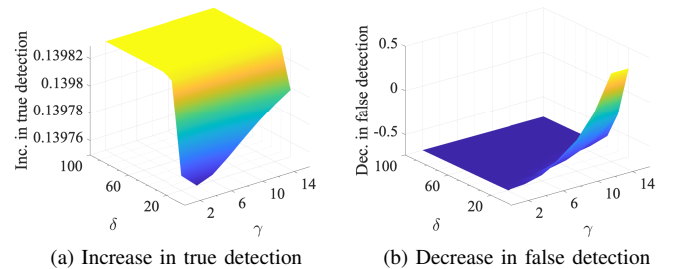 Inc. in true detection
0.13982
0.1398
0.13978
0.13976
100
60
20
δ
2
6
10
14
γ
(a) Increase in true detection
Dec. in false detection
0.5
0
-0.5
100
60
20
δ
2
6
10
14
γ
(b) Decrease in false detection